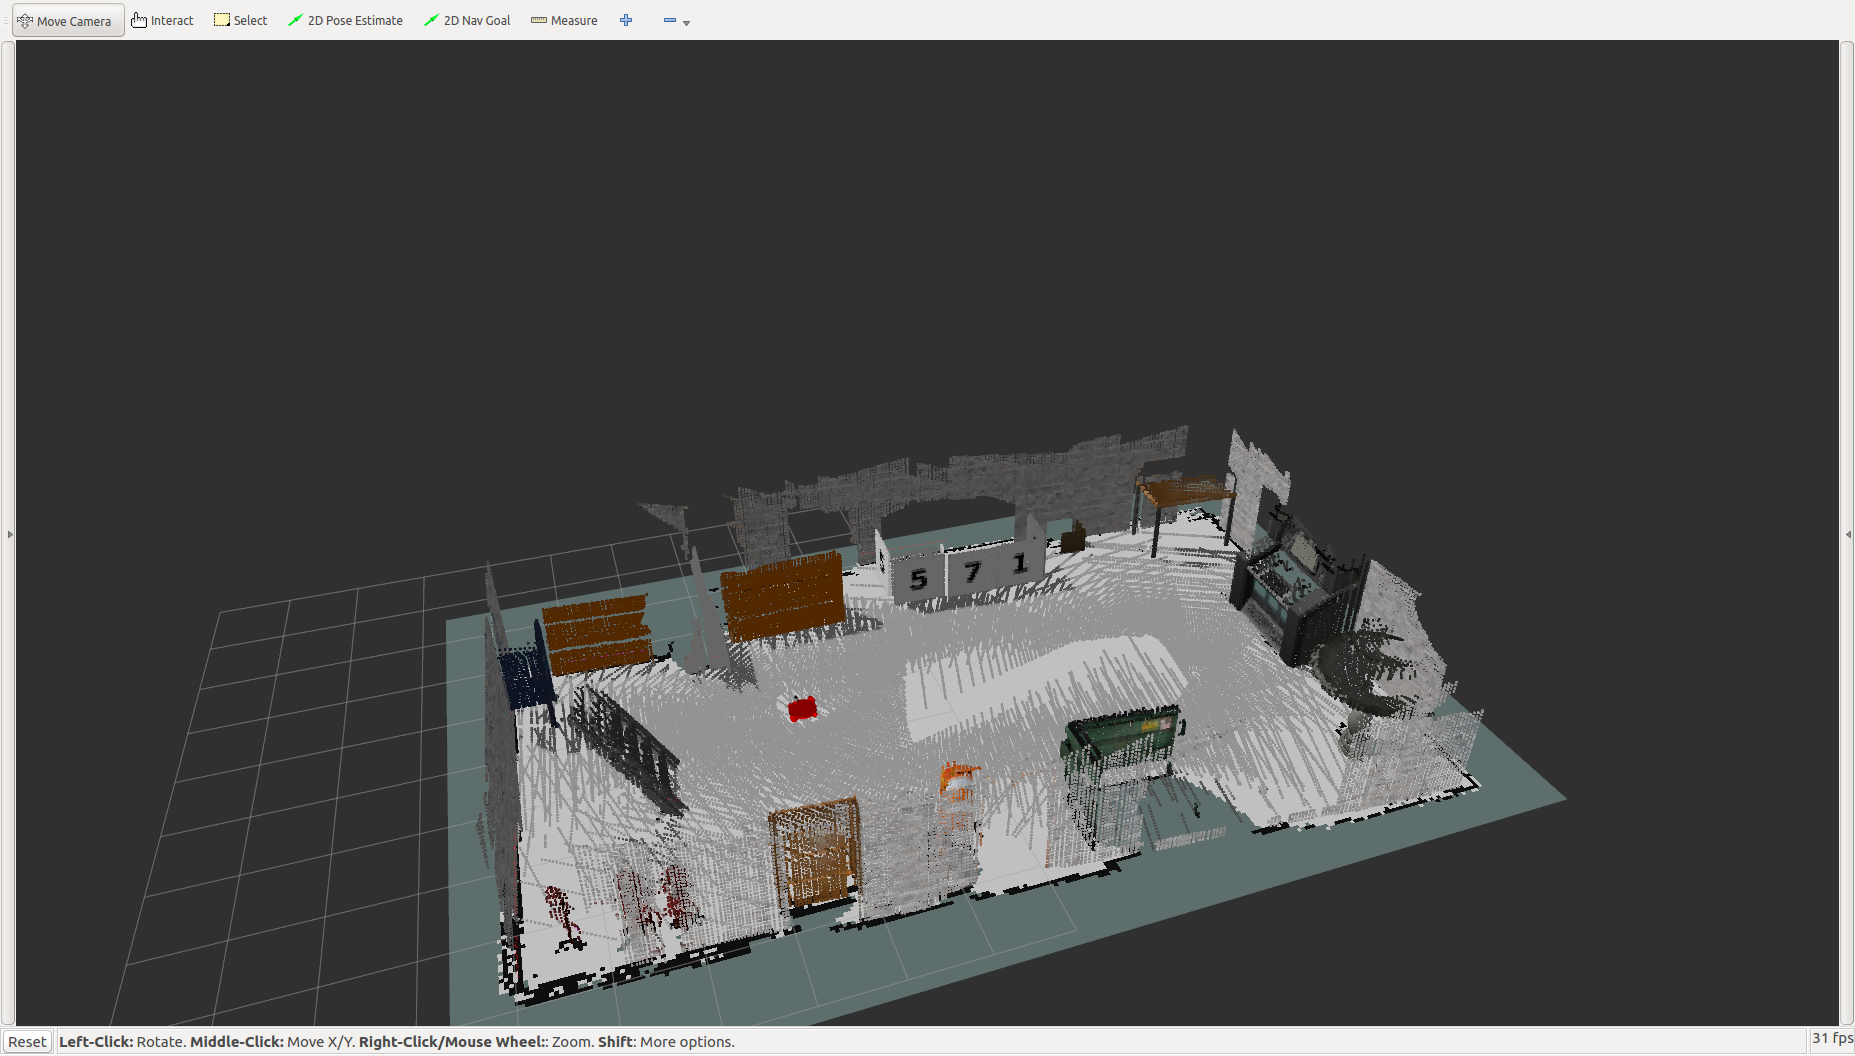 Move Camera Interact Select 2D Pose Estimate 2D Nav Goal Measure
5 7 1
Reset Left-Click: Rotate. Middle-Click: Move X/Y. Right-Click/Mouse Wheel:: Zoom. Shift: More options. 31 fps